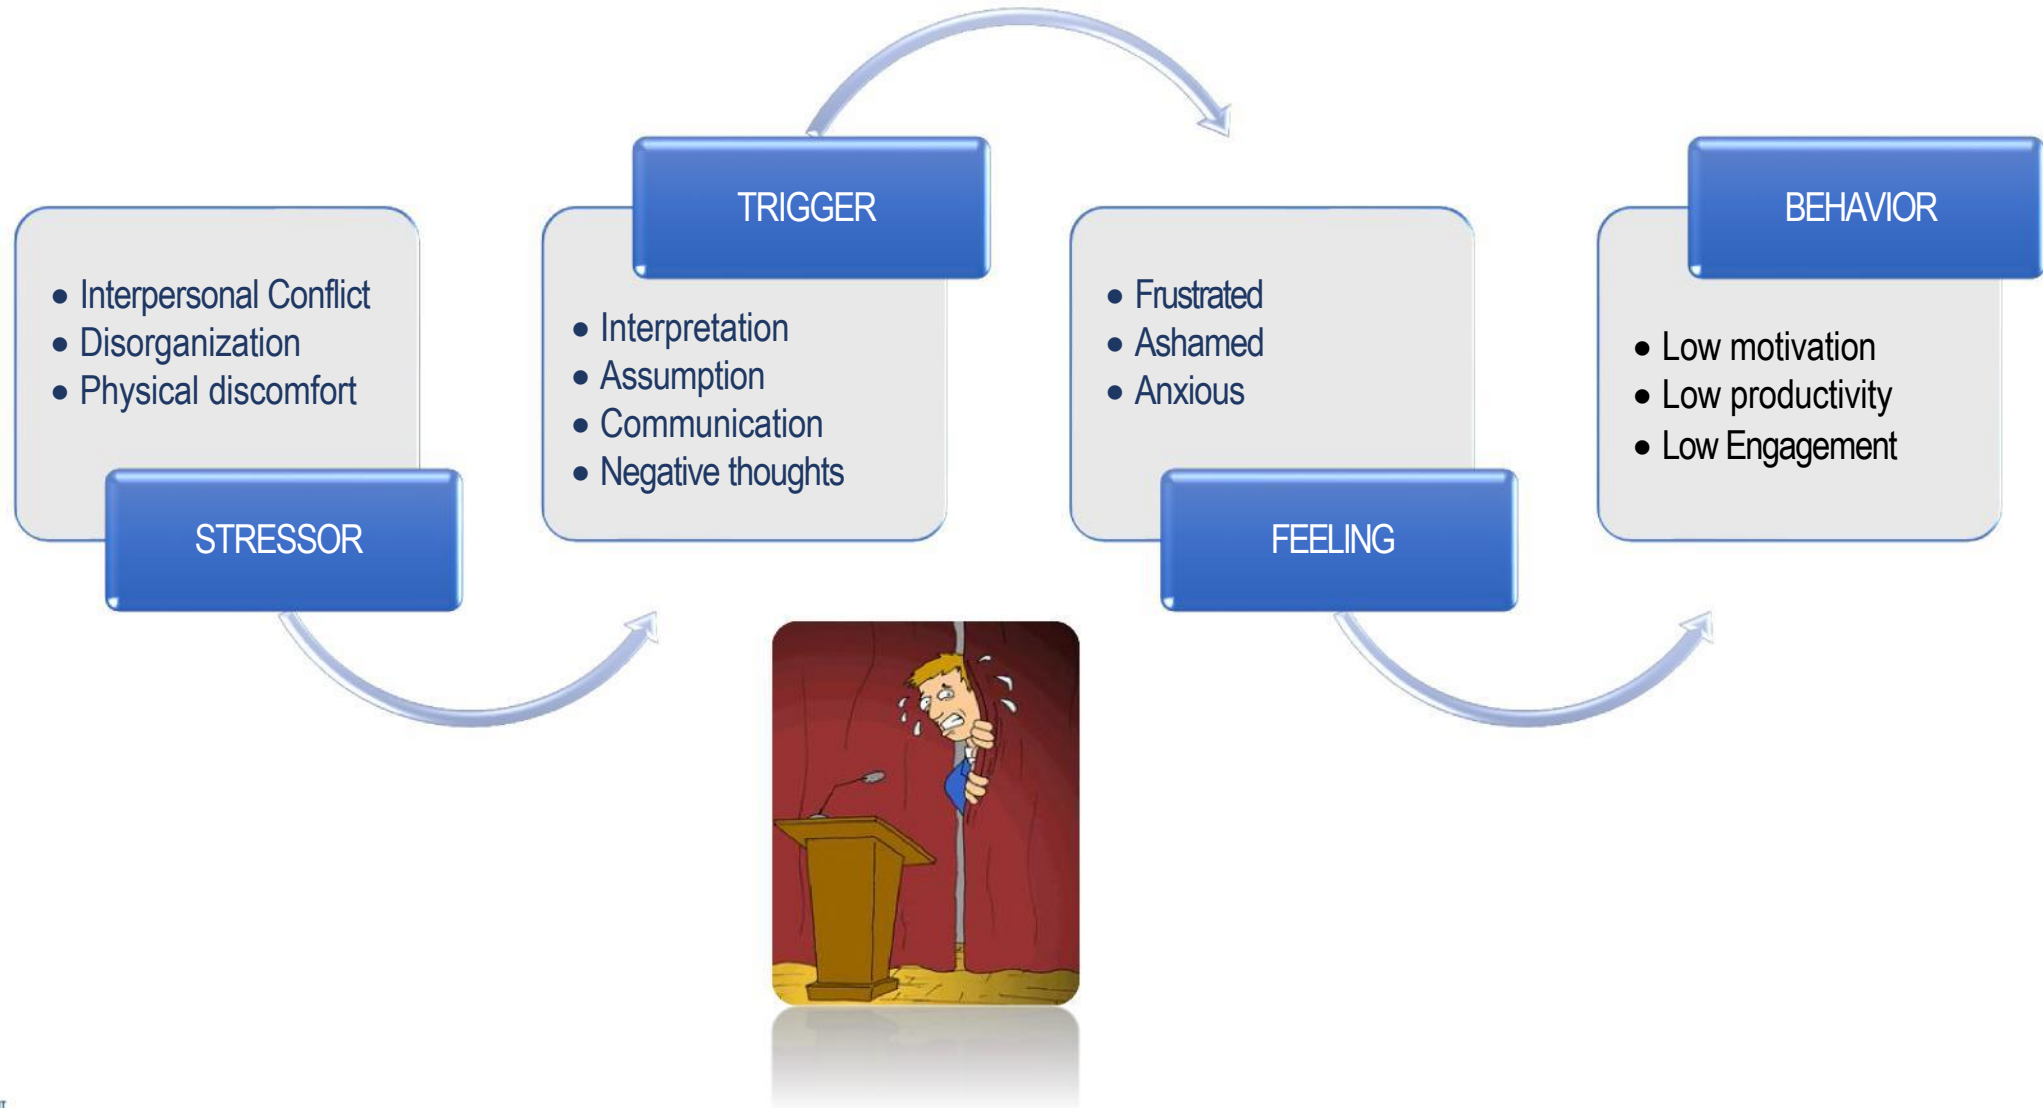 • Interpersonal Conflict
• Disorganization
• Physical discomfort
STRESSOR
TRIGGER
• Interpretation
• Assumption
• Communication
• Negative thoughts
• Frustrated
• Ashamed
• Anxious
FEELING
BEHAVIOR
• Low motivation
• Low productivity
• Low Engagement